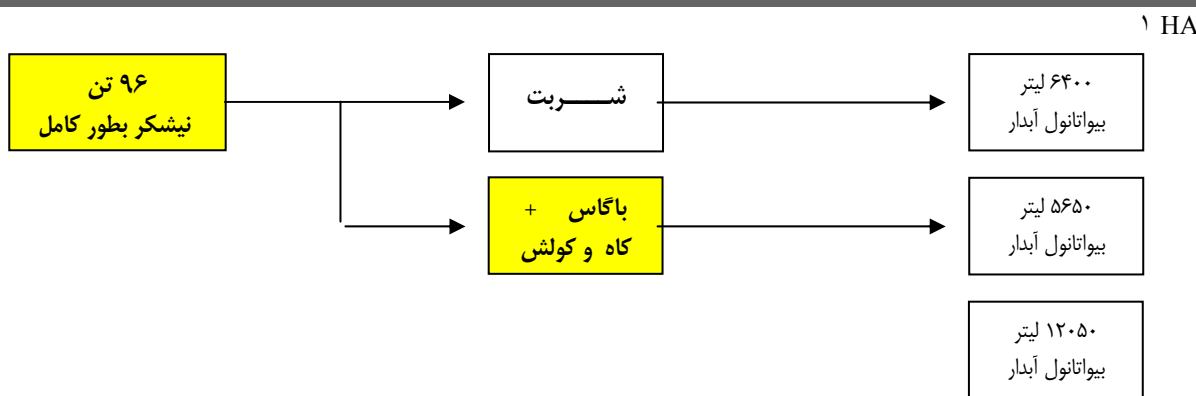 ۱ HA
۹۶ تن
نیشکر بطور کامل
شـــــربت
۶۴۰۰ لیتر
بیواتانول آبدار
باگاس +
کاه و کولش
۵۶۵۰ لیتر
بیواتانول آبدار
۱۲۰۵۰ لیتر
بیواتانول آبدار